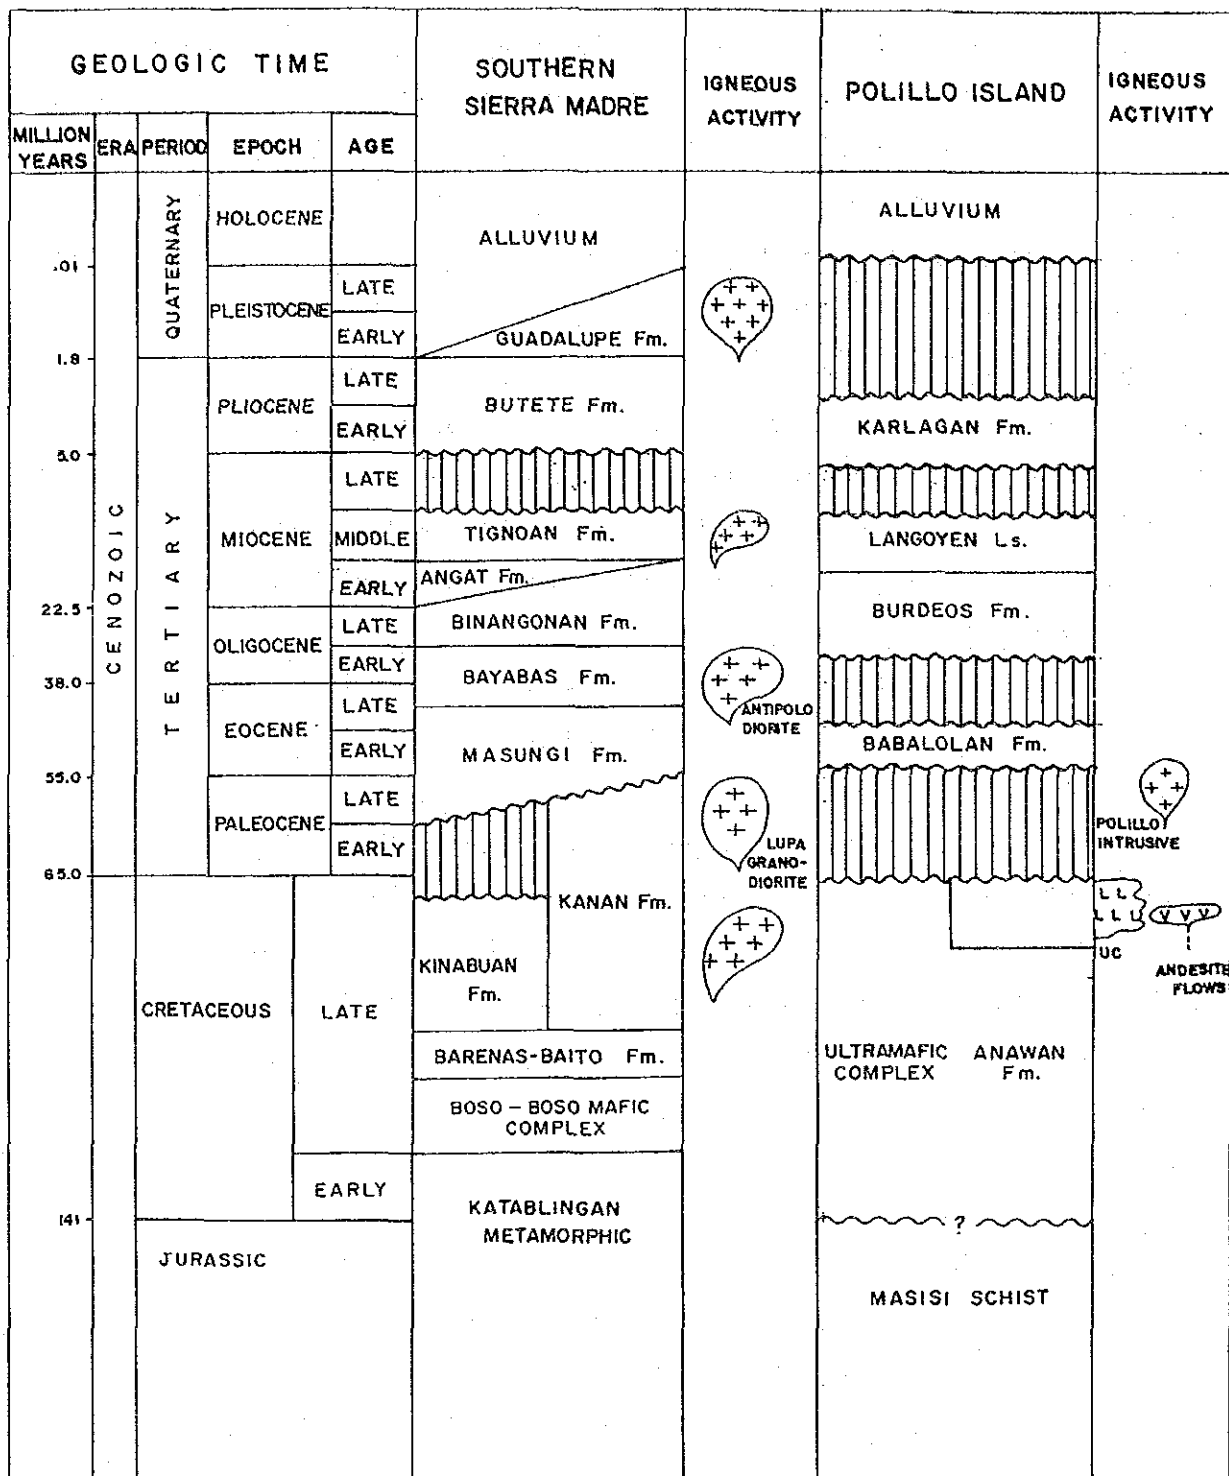 GEOLOGIC TIME
SOUTHERN
SIERRA MADRE
IGNEOUS
ACTIVITY
POLILLO ISLAND
IGNEOUS
ACTIVITY
MILLION
YEARS
ERA
PERIOD
EPOCH
AGE
QUATERNARY
HOLOCENE
ALLUVIUM
ALLUVIUM
.01
PLEISTOCENE
LATE
EARLY
GUADALUPE Fm.
1.8
CENOZOIC
TERTIARY
PLIOCENE
LATE
EARLY
BUTETE Fm.
KARLAGAN Fm.
5.0
MIOCENE
LATE
MIDDLE
EARLY
TIGNOAN Fm.
LANGOYEN Ls.
ANGAT Fm.
22.5
BINANGONAN Fm.
BURDEOS Fm.
OLIGOCENE
LATE
EARLY
BAYABAS Fm.
38.0
ANTIPOLO
DIORITE
EOCENE
LATE
EARLY
MASUNGI Fm.
BABALOLAN Fm.
55.0
PALEOCENE
LATE
EARLY
LUPA
GRANO-
DIORITE
POLILLO
INTRUSIVE
65.0
KANAN Fm.
L L
L L L
V V V
UC
ANDESITE
FLOWS
KINABUAN
Fm.
CRETACEOUS
LATE
BARENAS-BAITO Fm.
ULTRAMAFIC
COMPLEX
ANAWAN
Fm.
BOSO – BOSO MAFIC
COMPLEX
EARLY
KATABLINGAN
METAMORPHIC
141
?
JURASSIC
MASISI SCHIST